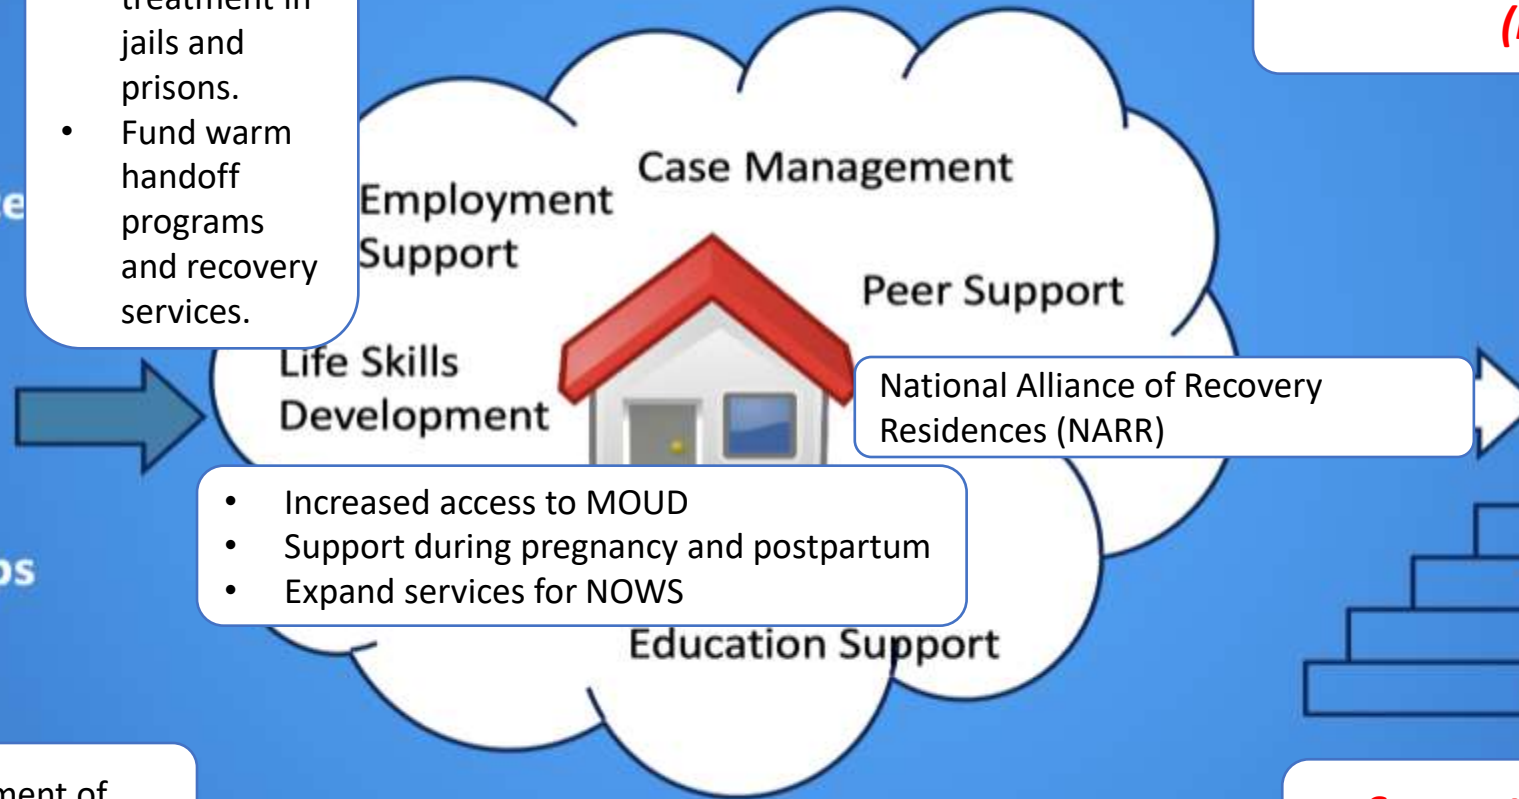 treatment in
jails and
prisons.
• Fund warm
handoff
programs
and recovery
services.
Case Management
Employment
Support
Peer Support
Life Skills
Development
National Alliance of Recovery
Residences (NARR)
• Increased access to MOUD
• Support during pregnancy and postpartum
• Expand services for NOWS
Education Support